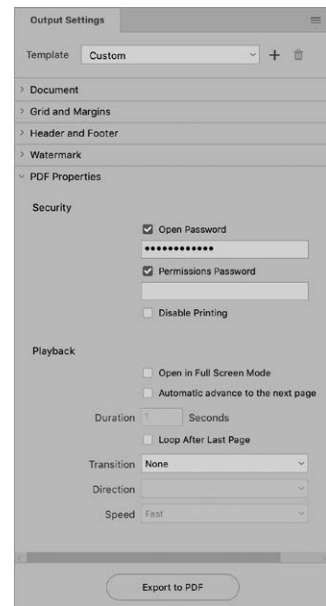 Output Settings
Template Custom
Document
Grid and Margins
Header and Footer
Watermark
PDF Properties
Security
Open Password
••••••••••••
Permissions Password
Disable Printing
Playback
Open in Full Screen Mode
Automatic advance to the next page
Duration 1 Seconds
Loop After Last Page
Transition None
Direction
Speed Fast
Export to PDF